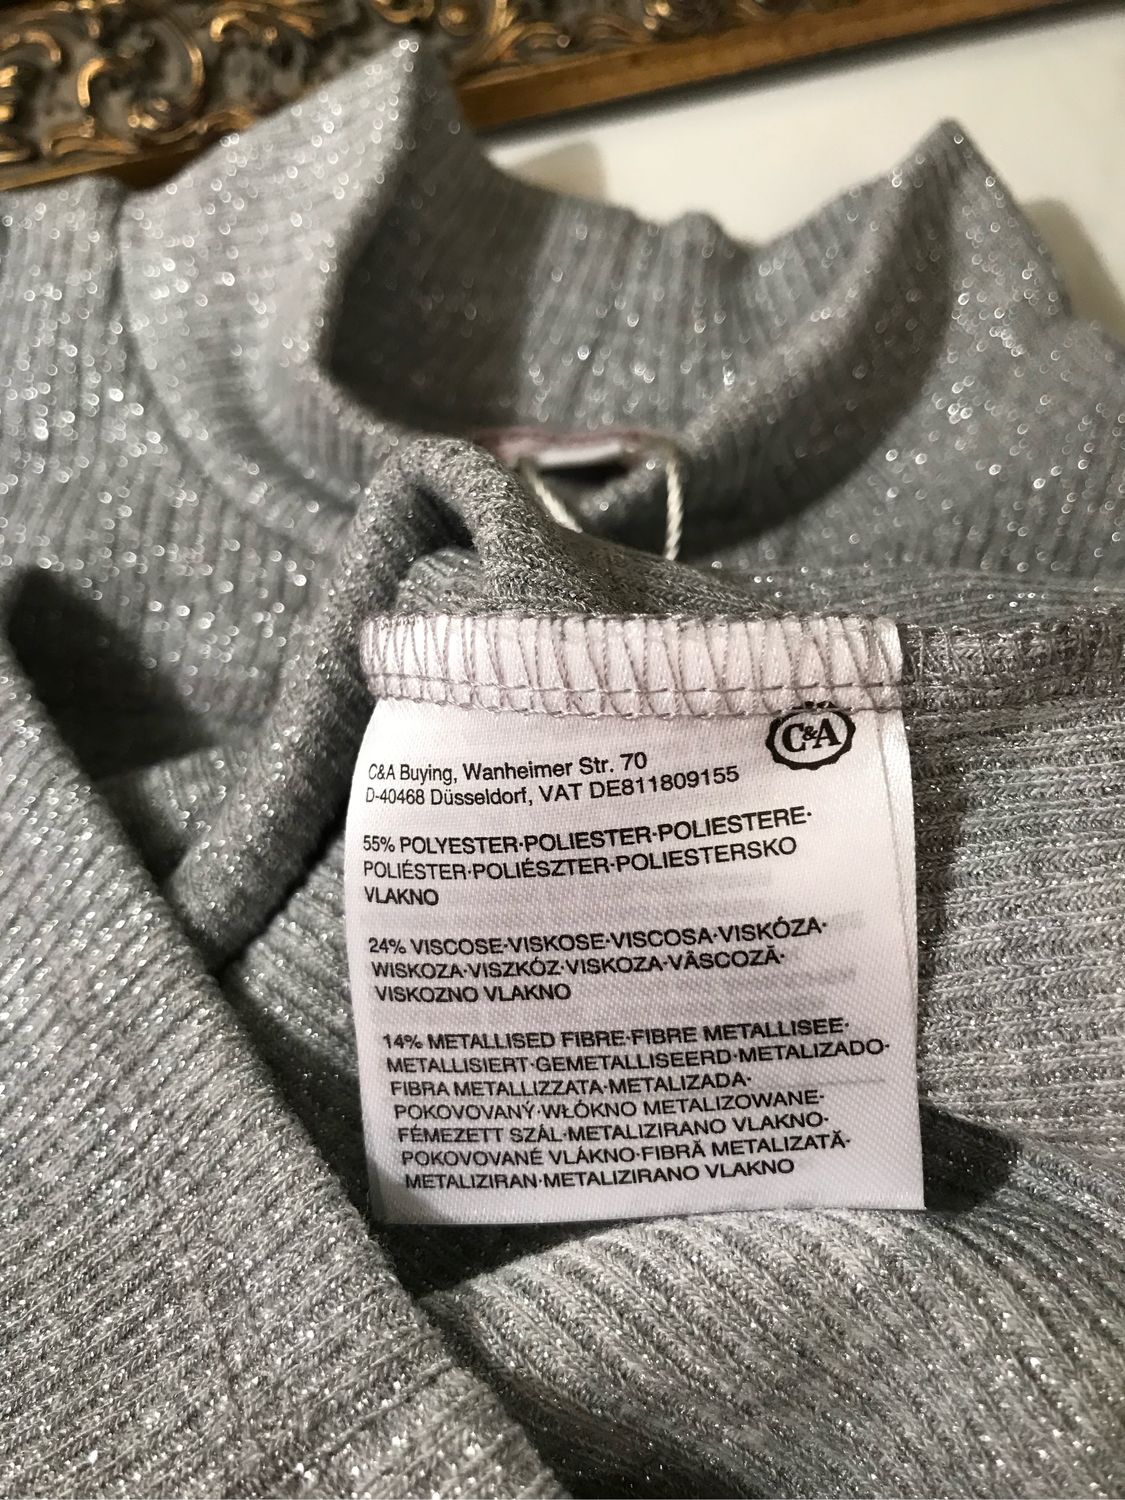 C&A
C&A Buying, Wanheimer Str. 70
D-40468 Düsseldorf, VAT DE811809155
55% POLYESTER·POLIESTER·POLIESTERE·
POLIÉSTER·POLIÉSZTER·POLIESTERSKO
VLAKNO
24% VISCOSE·VISKOSE·VISCOSA·VISKÓZA·
WISKOZA·VISZKÓZ·VISKOZA·VÂSCOZĂ·
VISKOZNO VLAKNO
14% METALLISED FIBRE·FIBRE METALLISEE·
METALLISIERT·GEMETALLISEERD·METALIZADO·
FIBRA METALLIZZATA·METALIZADA·
POKOVOVANÝ·WŁÓKNO METALIZOWANE·
FÉMEZETT SZÁL·METALIZIRANO VLAKNO·
POKOVOVANÉ VLÁKNO·FIBRĂ METALIZATĂ·
METALIZIRAN·METALIZIRANO VLAKNO